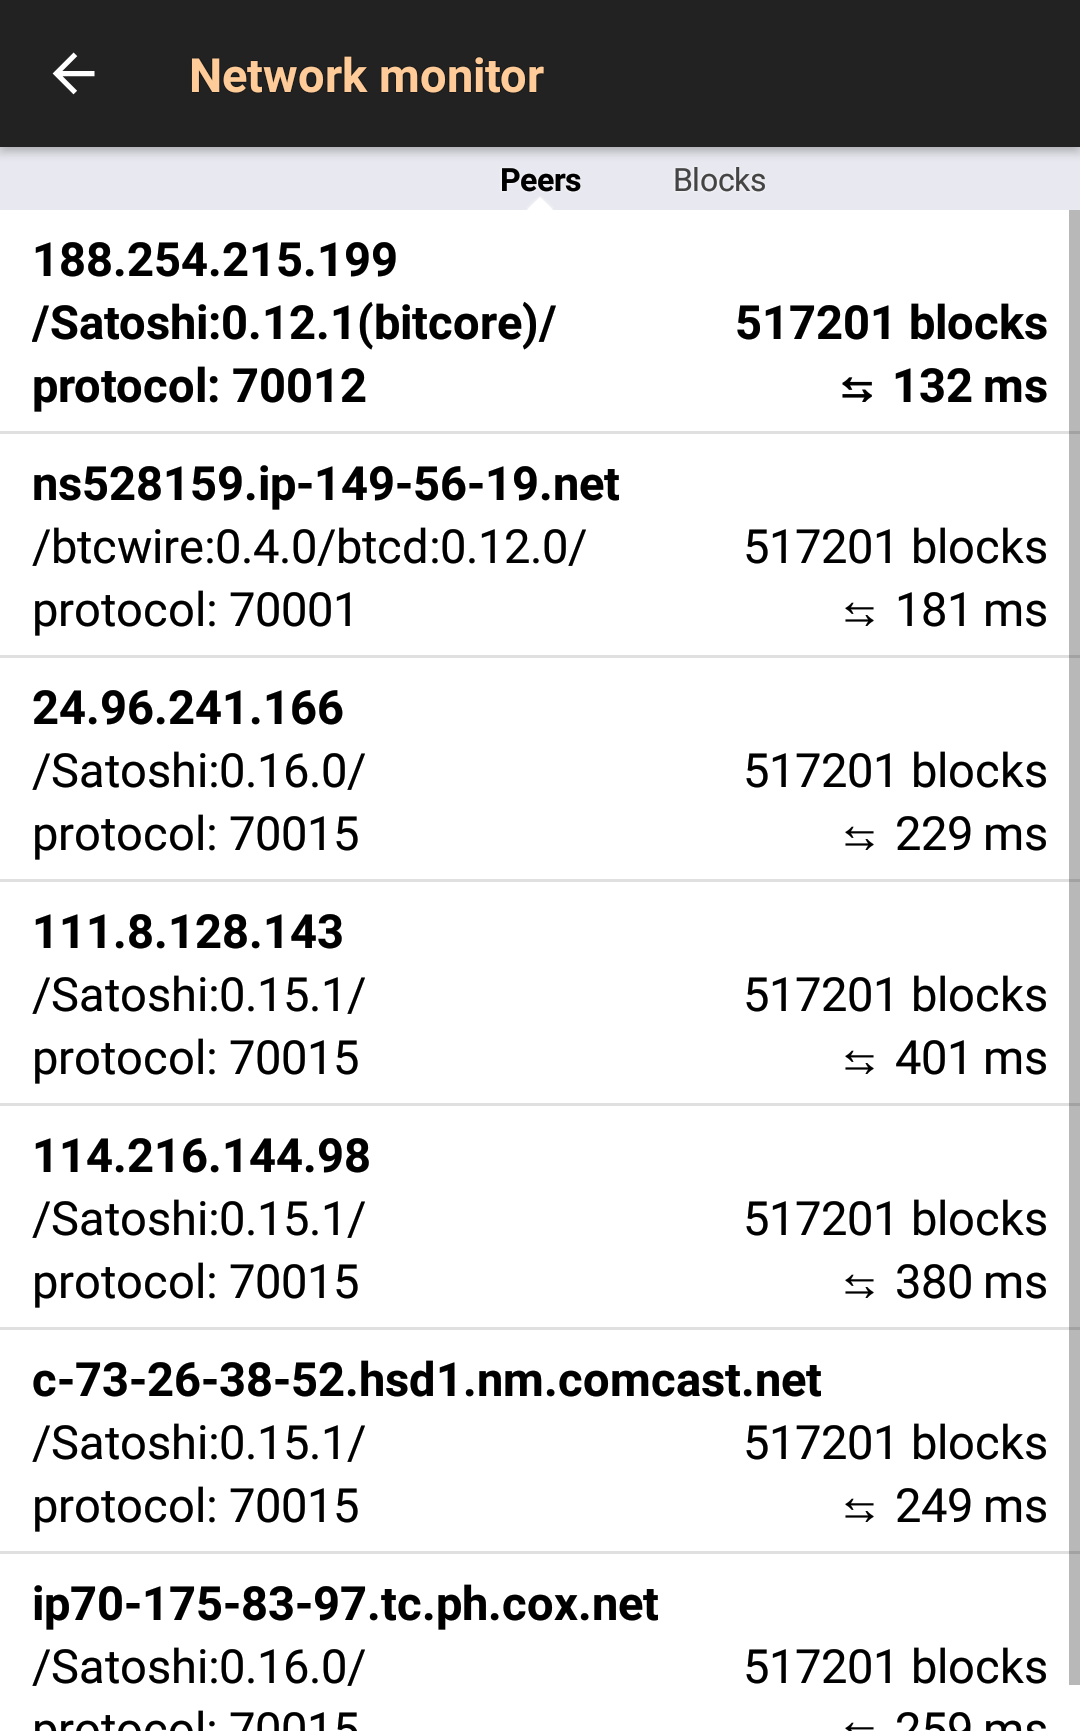 Network monitor
Peers Blocks
188.254.215.199
/Satoshi:0.12.1(bitcore)/ 517201 blocks
protocol: 70012 ⇆ 132 ms
ns528159.ip-149-56-19.net
/btcwire:0.4.0/btcd:0.12.0/ 517201 blocks
protocol: 70001 ⇆ 181 ms
24.96.241.166
/Satoshi:0.16.0/ 517201 blocks
protocol: 70015 ⇆ 229 ms
111.8.128.143
/Satoshi:0.15.1/ 517201 blocks
protocol: 70015 ⇆ 401 ms
114.216.144.98
/Satoshi:0.15.1/ 517201 blocks
protocol: 70015 ⇆ 380 ms
c-73-26-38-52.hsd1.nm.comcast.net
/Satoshi:0.15.1/ 517201 blocks
protocol: 70015 ⇆ 249 ms
ip70-175-83-97.tc.ph.cox.net
/Satoshi:0.16.0/ 517201 blocks
protocol: 70015 ⇆ 259 ms